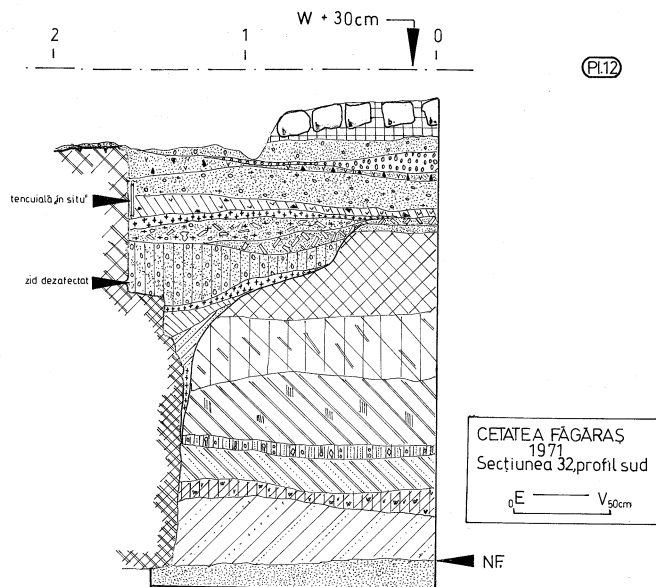 W + 30cm
2 1 0
Pl.12
tencuială „in situ"
zid dezafectat
CETATEA FĂGĂRAȘ
1971
Secțiunea 32, profil sud
0 E V 50cm
NF.